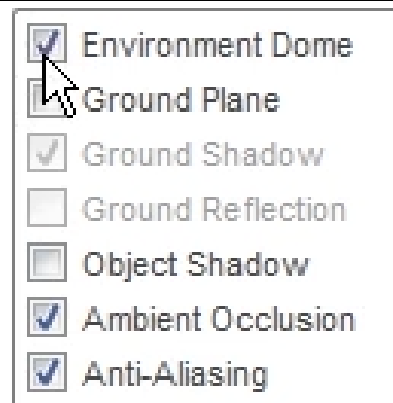 Environment Dome
Ground Plane
Ground Shadow
Ground Reflection
Object Shadow
Ambient Occlusion
Anti-Aliasing